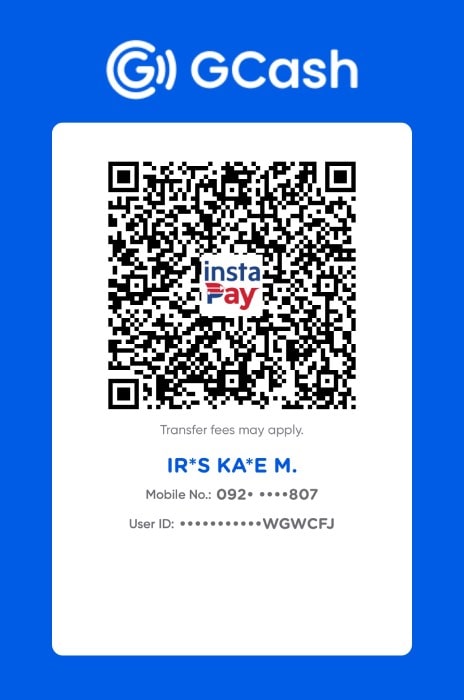 GCash
insta
Pay
Transfer fees may apply.
IR*S KA*E M.
Mobile No.: 092• ••••807
User ID: •••••••••••WGWCFJ